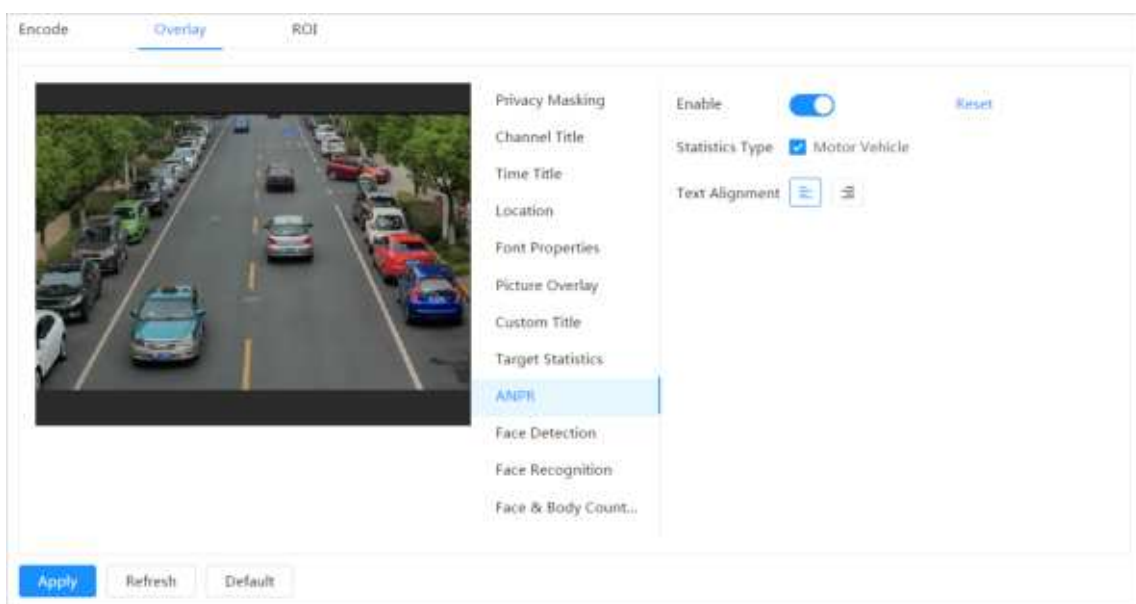 Encode Overlay ROI
Privacy Masking
Channel Title
Time Title
Location
Font Properties
Picture Overlay
Custom Title
Target Statistics
ANPR
Face Detection
Face Recognition
Face & Body Count...
Enable Reset
Statistics Type Motor Vehicle
Text Alignment
Apply Refresh Default